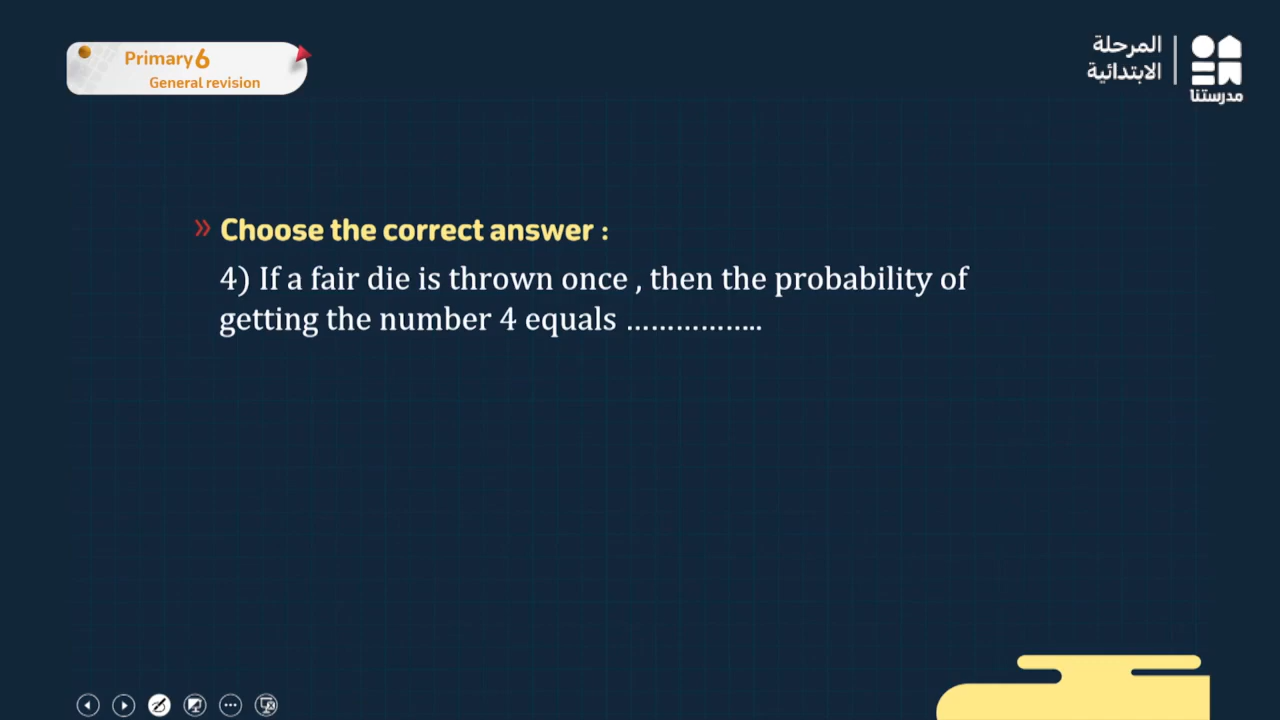 Primary 6
General revision
المرحلة
الابتدائية
مدرستنا
» Choose the correct answer :
4) If a fair die is thrown once , then the probability of
getting the number 4 equals ……………..